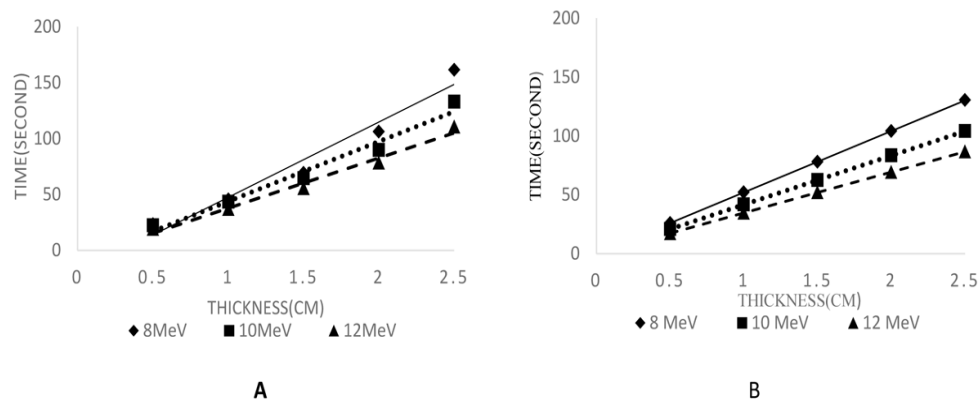 200
150
100
50
0
TIME(SECOND)
0 0.5 1 1.5 2 2.5
THICKNESS(CM)
8MeV 10MeV 12MeV
A
200
150
100
50
0
TIME(SECOND)
0 0.5 1 1.5 2 2.5
THICKNESS(CM)
8 MeV 10 MeV 12 MeV
B